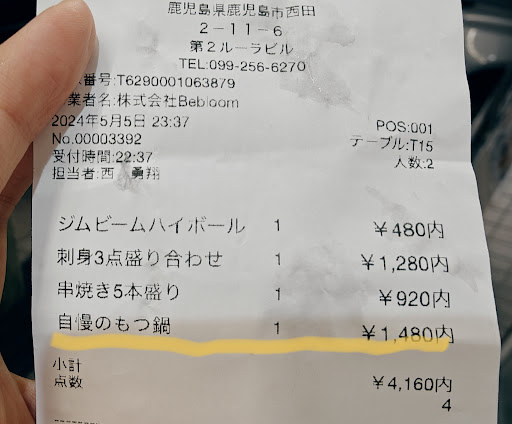 鹿児島県鹿児島市西田
2-11-6
第2ルーラビル
TEL:099-256-6270
番号:T6290001063879
業者名:株式会社Bebloom
2024年5月5日 23:37
POS:001
No.00003392
テーブル:T15
受付時間:22:37
人数:2
担当者:西 勇翔
ジムビームハイボール 1 ¥480内
刺身3点盛り合わせ 1 ¥1,280内
串焼き5本盛り 1 ¥920内
自慢のもつ鍋 1 ¥1,480内
小計 ¥4,160内
点数 4